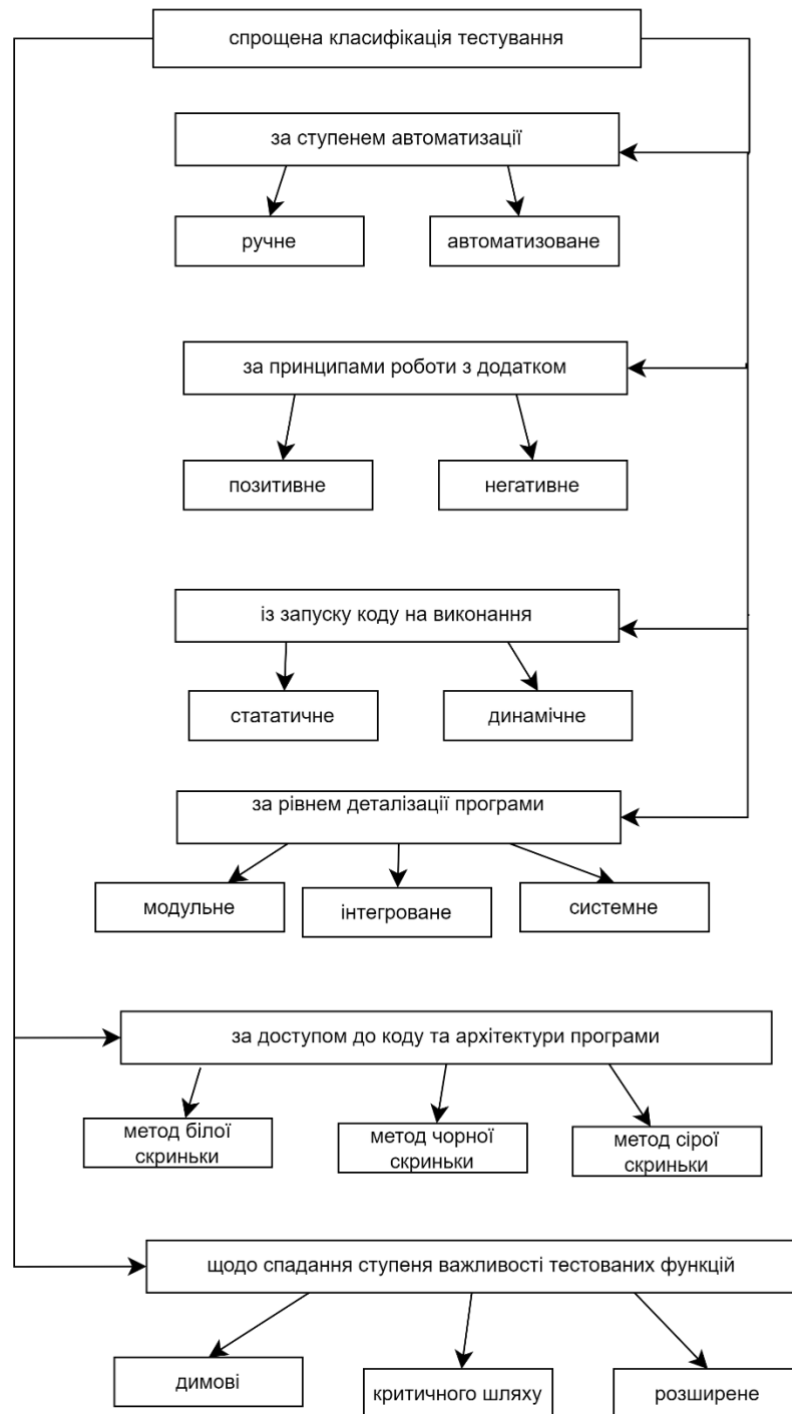 спрощена класифікація тестування
за ступенем автоматизації
ручне
автоматизоване
за принципами роботи з додатком
позитивне
негативне
із запуску коду на виконання
стататичне
динамічне
за рівнем деталізації програми
модульне
інтегроване
системне
за доступом до коду та архітектури програми
метод білої
скриньки
метод чорної
скриньки
метод сірої
скриньки
щодо спадання ступеня важливості тестованих функцій
димові
критичного шляху
розширене